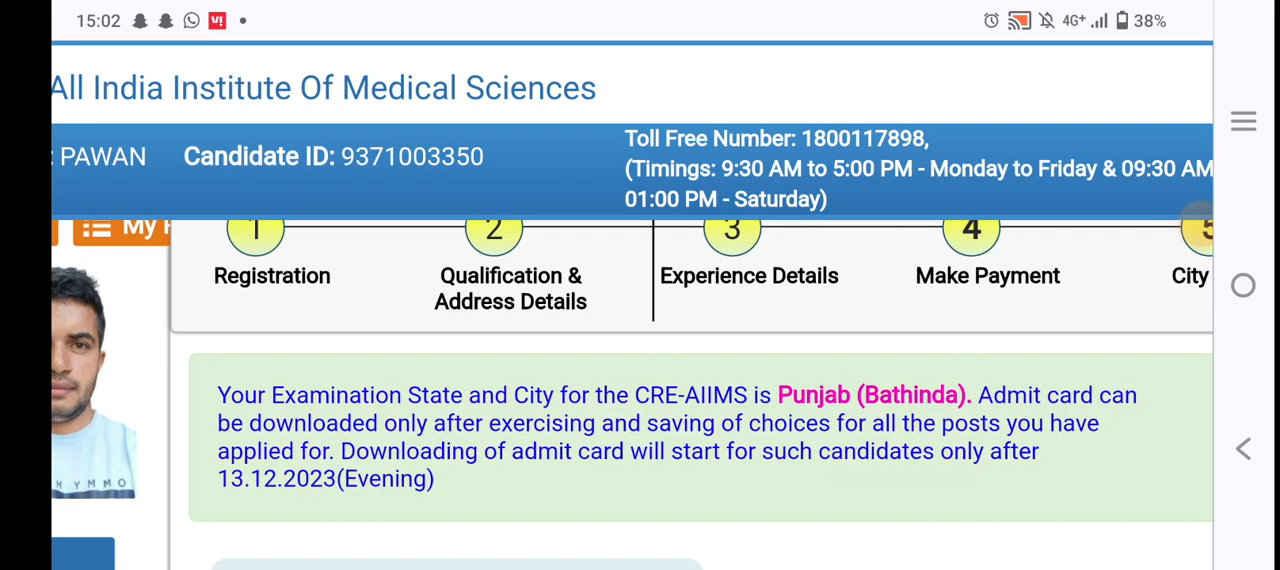 15:02
4G+ 38%
All India Institute Of Medical Sciences
: PAWAN Candidate ID: 9371003350
Toll Free Number: 1800117898,
(Timings: 9:30 AM to 5:00 PM - Monday to Friday & 09:30 AM
01:00 PM - Saturday)
My
1 2 3 4 5
Registration Qualification & Experience Details Make Payment City
Address Details
Your Examination State and City for the CRE-AIIMS is Punjab (Bathinda). Admit card can
be downloaded only after exercising and saving of choices for all the posts you have
applied for. Downloading of admit card will start for such candidates only after
13.12.2023(Evening)
HYMMO